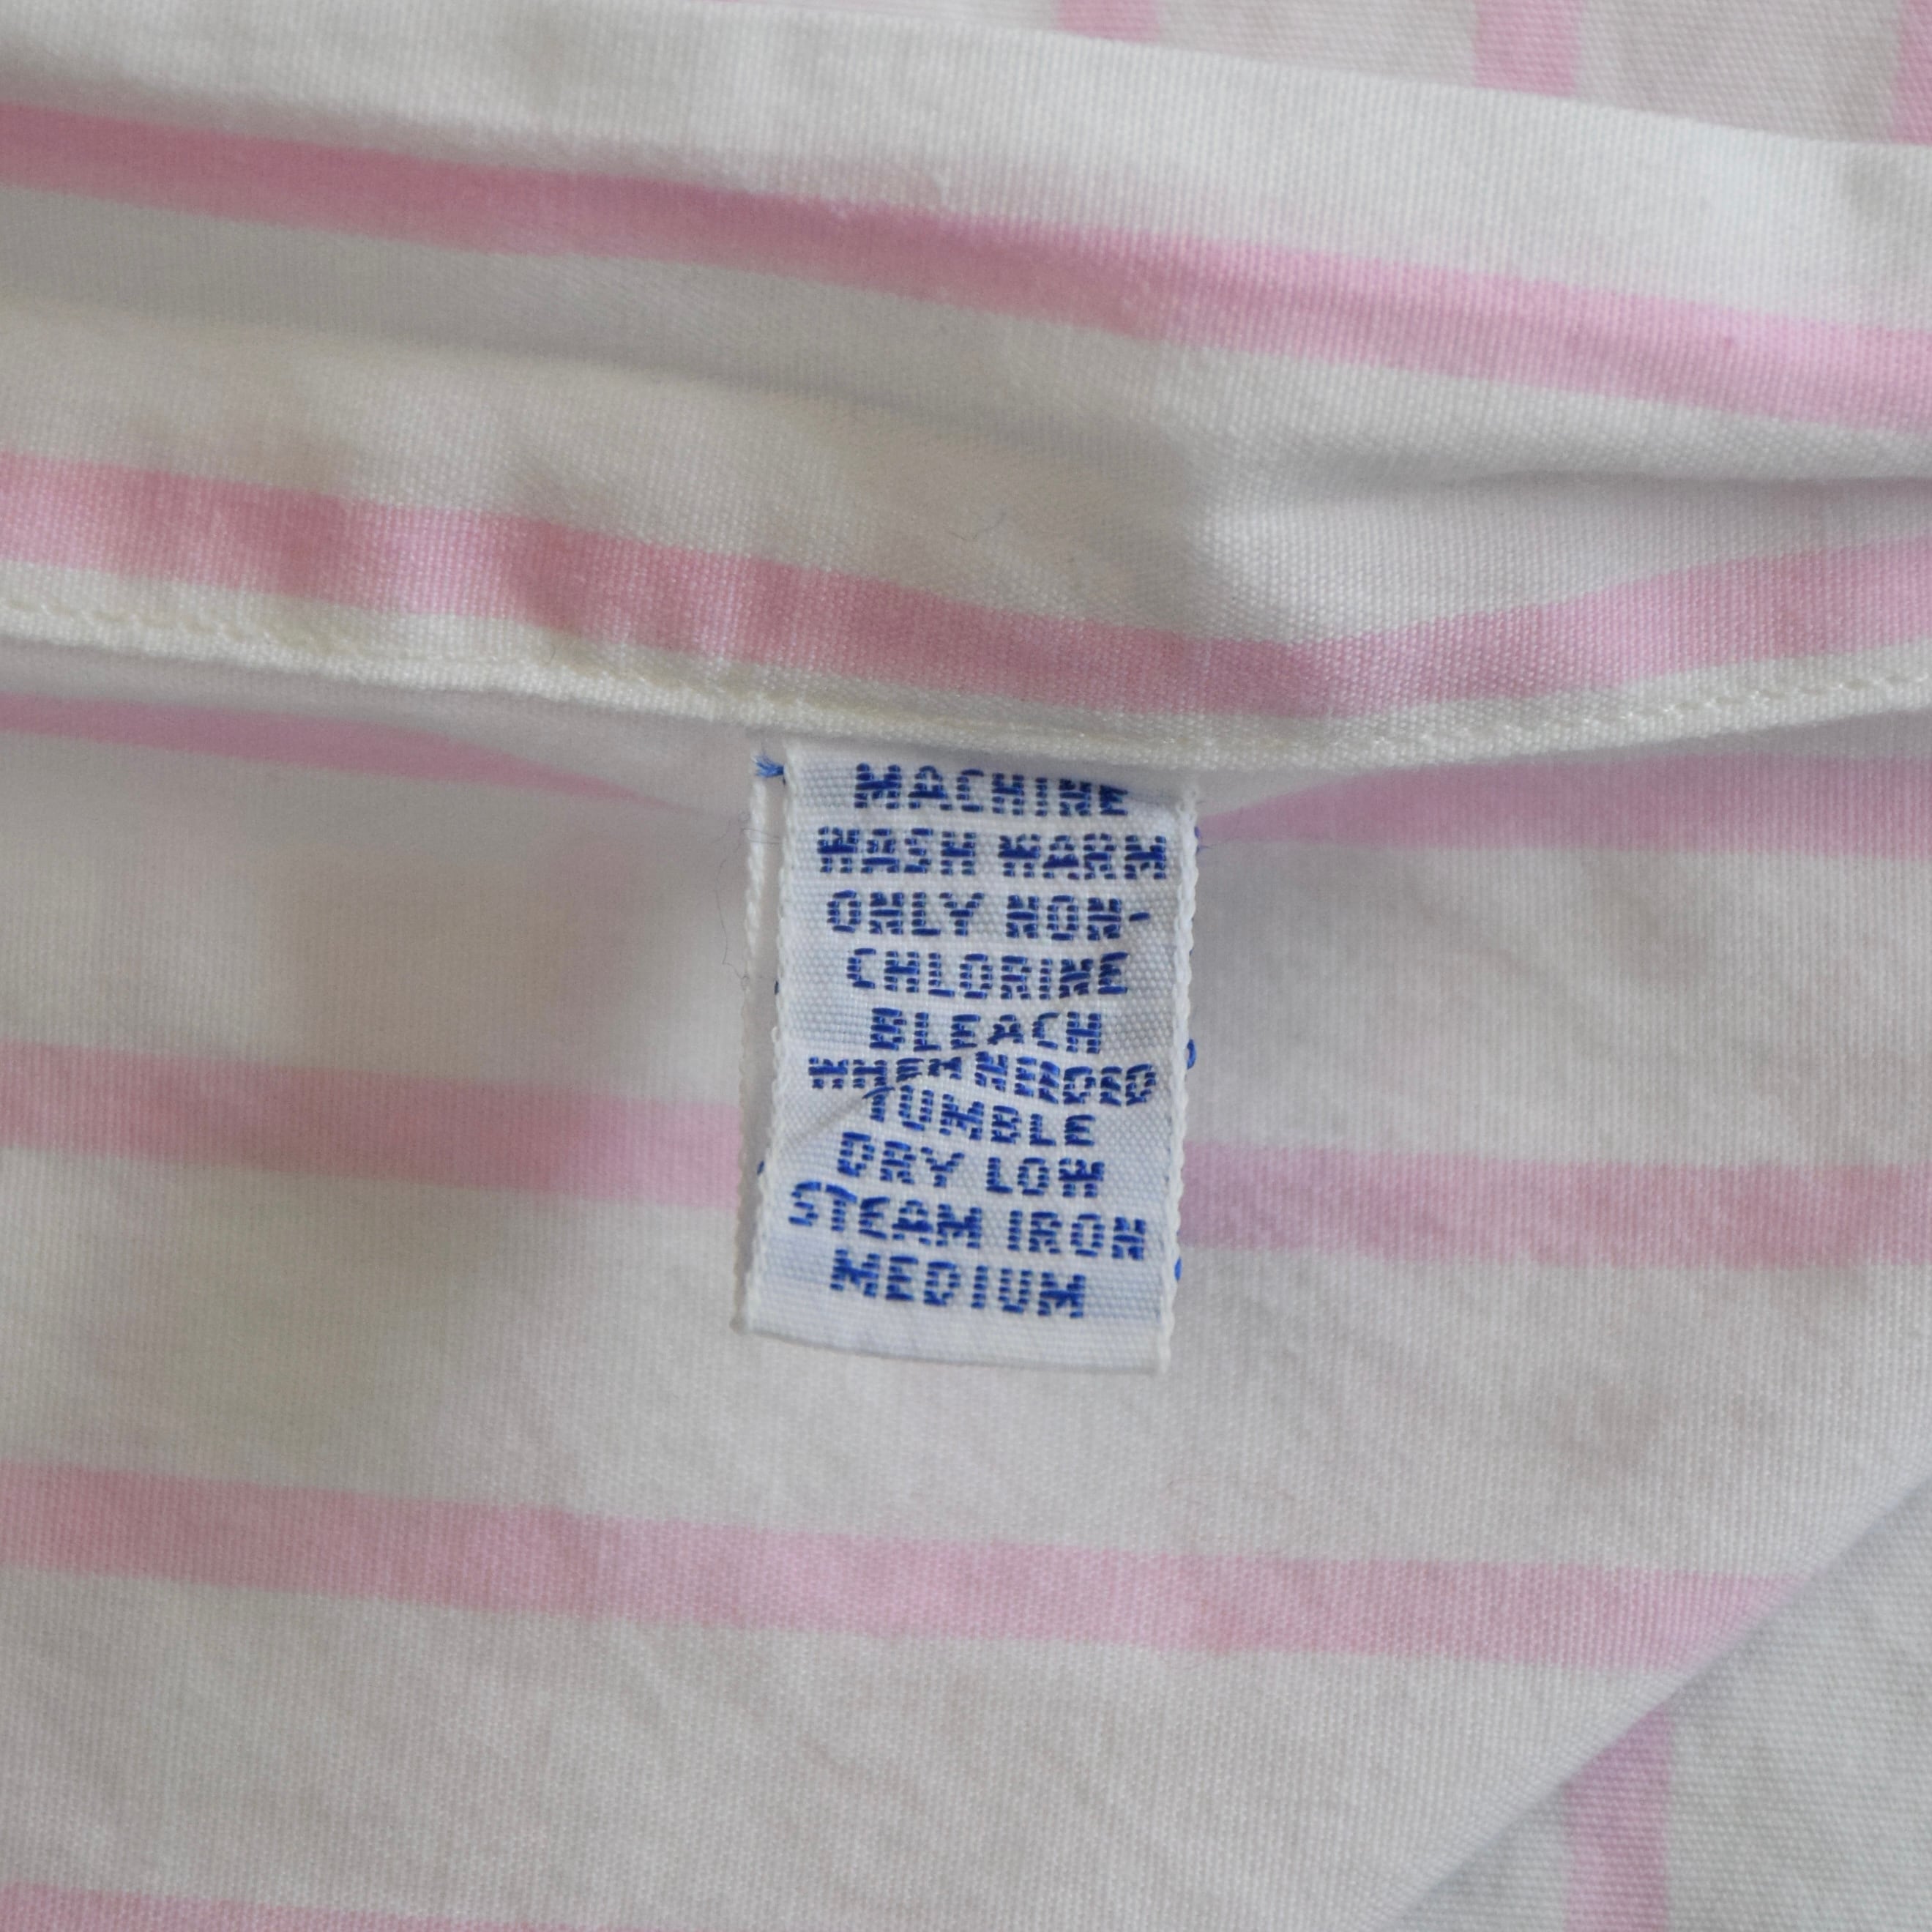 MACHINE
WASH WARM
ONLY NON-
CHLORINE
BLEACH
WHEN NEEDED
TUMBLE
DRY LOW
STEAM IRON
MEDIUM